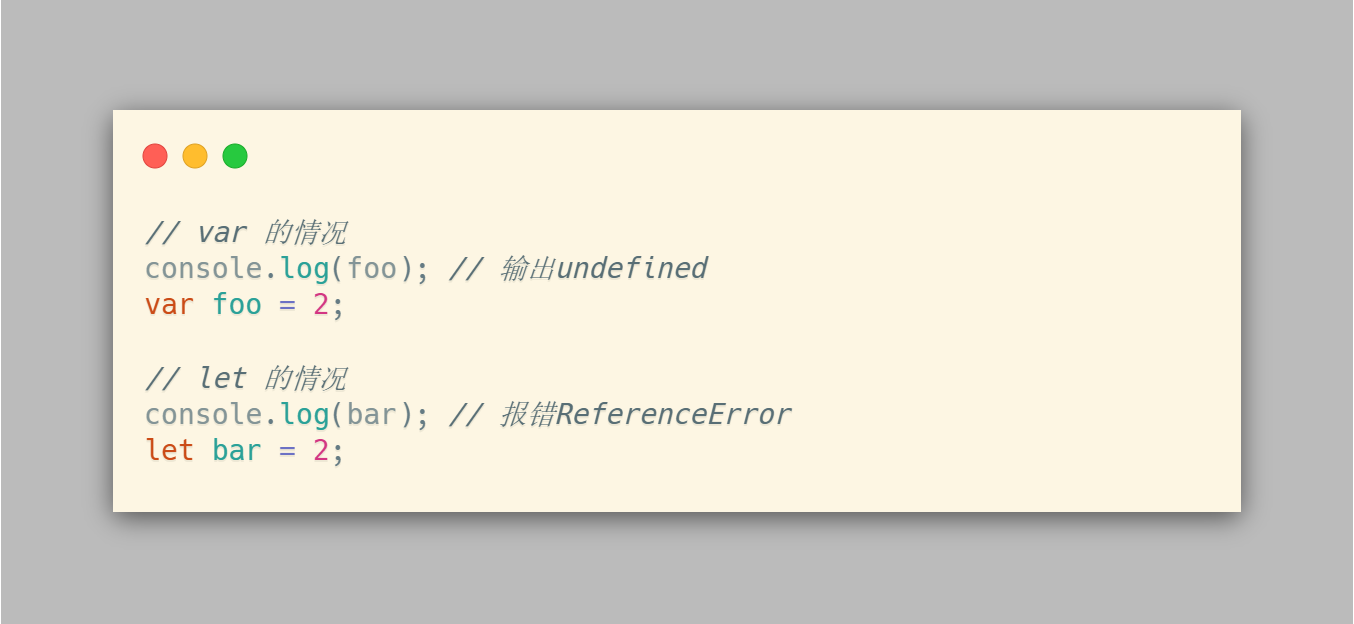 // var 的情况
console.log(foo); // 输出undefined
var foo = 2;
// let 的情况
console.log(bar); // 报错ReferenceError
let bar = 2;